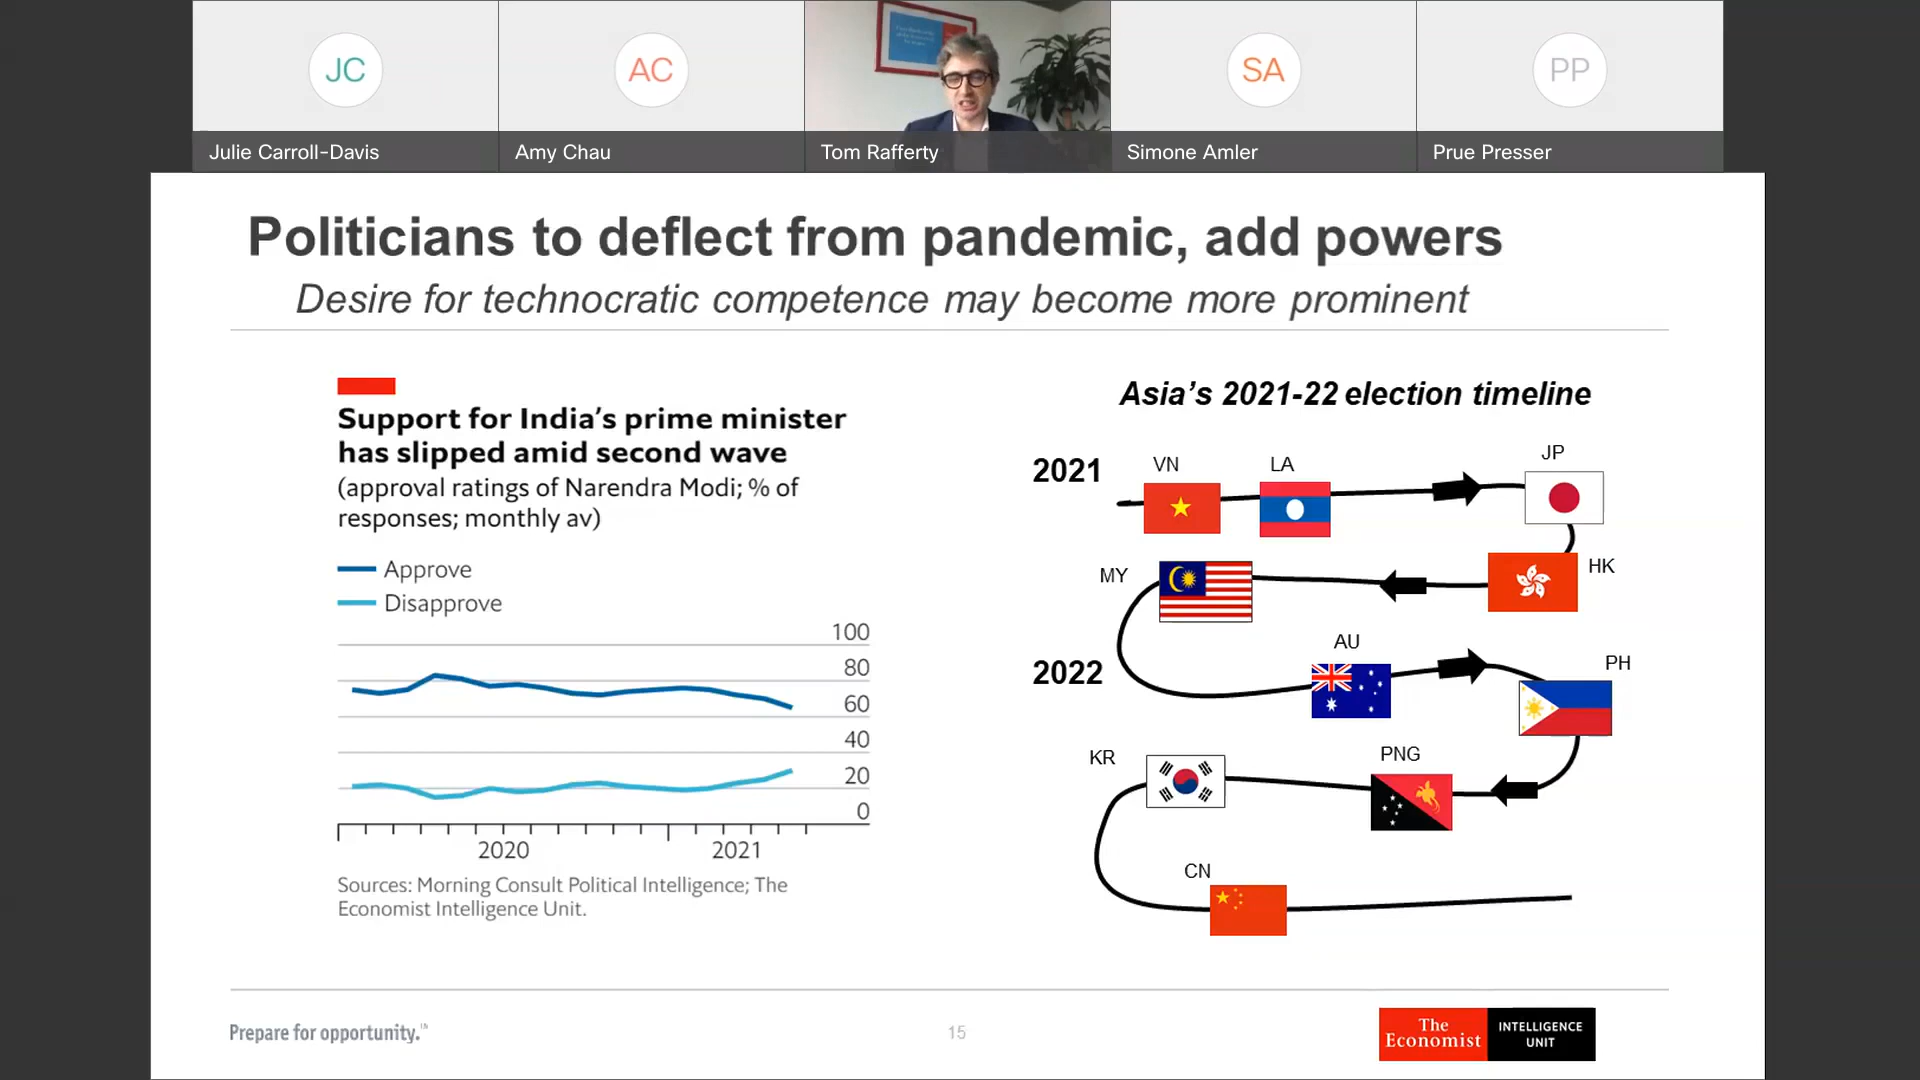 JC
AC
SA
PP
Julie Carroll-Davis
Amy Chau
Tom Rafferty
Simone Amler
Prue Presser
Politicians to deflect from pandemic, add powers
Desire for technocratic competence may become more prominent
Support for India's prime minister
has slipped amid second wave
(approval ratings of Narendra Modi; % of
responses; monthly av)
Approve
Disapprove
100
80
60
40
20
0
2020
2021
Sources: Morning Consult Political Intelligence; The
Economist Intelligence Unit.
Asia's 2021-22 election timeline
2021
VN
LA
JP
MY
HK
2022
AU
PH
KR
PNG
CN
Prepare for opportunity.
15
The
Economist
INTELLIGENCE
UNIT